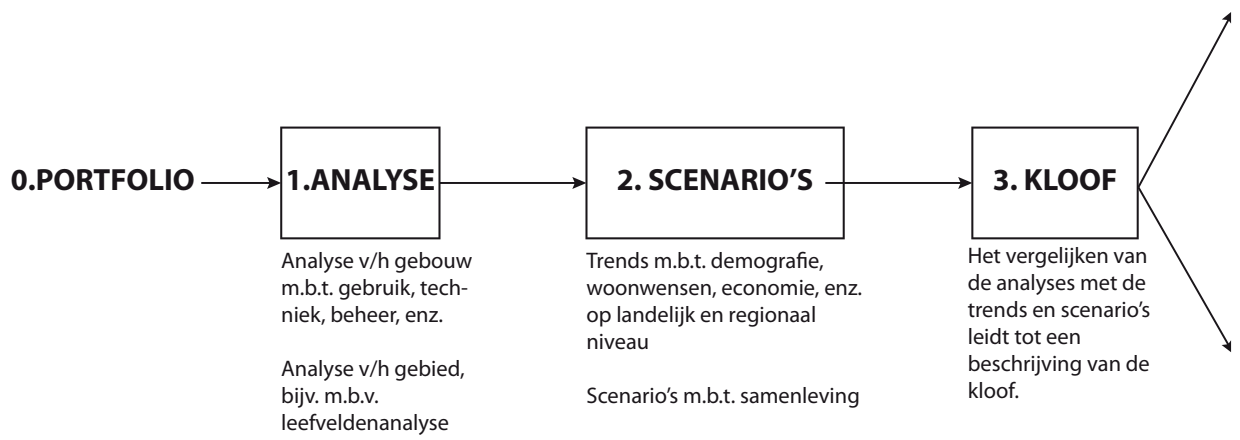 0.PORTFOLIO
1.ANALYSE
2. SCENARIO'S
3. KLOOF
Analyse v/h gebouw
m.b.t. gebruik, tech-
niek, beheer, enz.
Analyse v/h gebied,
bijv. m.b.v.
leefveldenanalyse
Trends m.b.t. demografie,
woonwensen, economie, enz.
op landelijk en regionaal
niveau
Scenario's m.b.t. samenleving
Het vergelijken van
de analyses met de
trends en scenario's
leidt tot een
beschrijving van de
kloof.